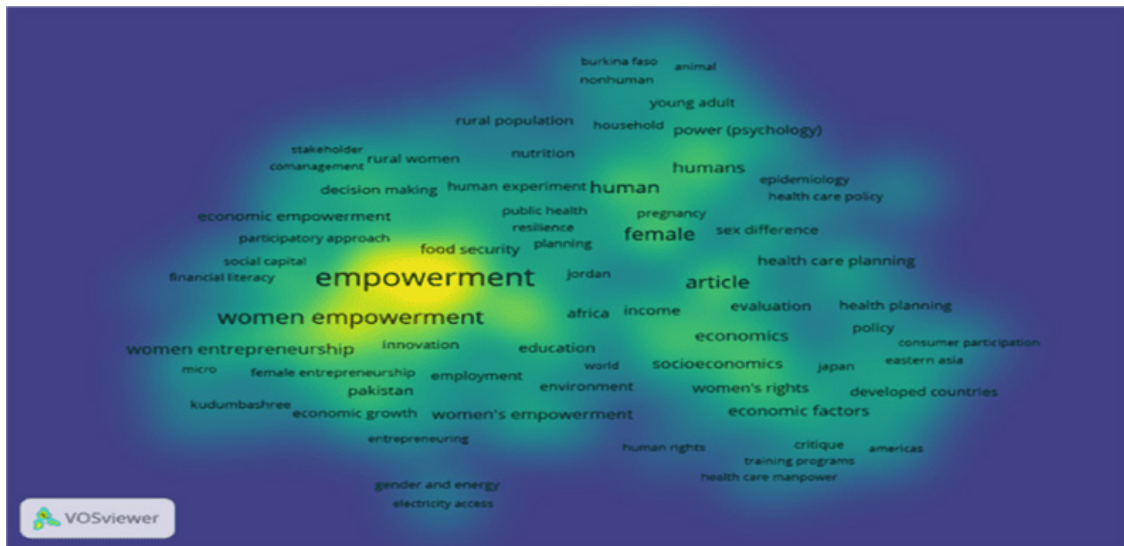 burkina faso
animal
nonhuman
young adult
rural population
household
power (psychology)
stakeholder
comanagement
rural women
nutrition
humans
decision making
human experiment
human
epidemiology
health care policy
economic empowerment
public health
pregnancy
resilience
female
sex difference
participatory approach
food security
planning
social capital
financial literacy
empowerment
jordan
article
health care planning
women empowerment
africa
income
evaluation
health planning
women entrepreneurship
innovation
education
economics
policy
consumer participation
micro
female entrepreneurship
employment
world
socioeconomics
japan
eastern asia
pakistan
environment
women's rights
developed countries
kudumbashree
economic growth
women's empowerment
economic factors
entrepreneuring
human rights
critique
americas
training programs
health care manpower
gender and energy
electricity access
VOSviewer